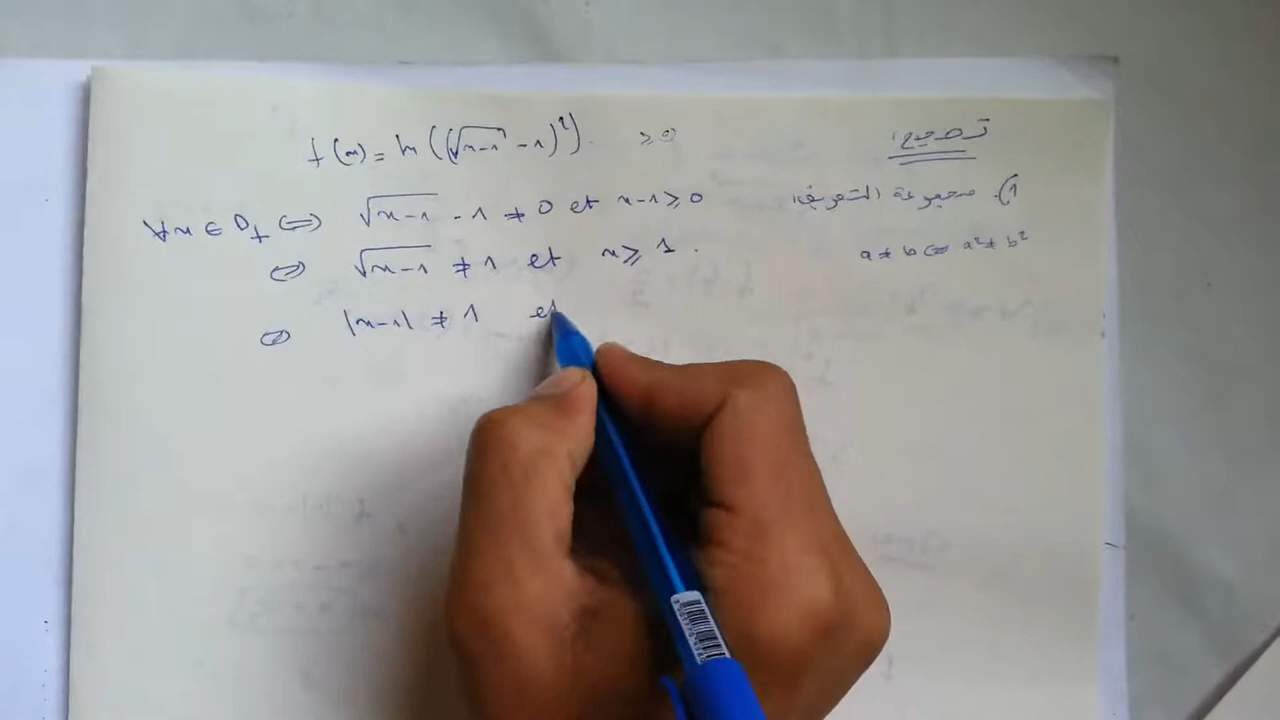 تصحيح:
f(x) = ln((√x-1 - 1)²). ≥0
1). مجموعة التعريف:
∀x ∈ Df ⟺ √x-1 - 1 ≠ 0 et x-1 ≥ 0
⟺ √x-1 ≠ 1 et x ≥ 1.
a ≠ b ⟺ a² ≠ b²
⟺ |x-1| ≠ 1 et